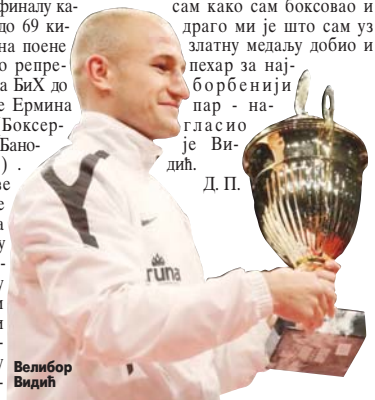 финалу ка-
до 69 ки-
на поене
о репре-
а БиХ до
е Ермина
Боксер-
Бано-
) .
ве
е
а
у
-
у
и
и
-
у
-
сам како сам боксовао и
драго ми је што сам уз
златну медаљу добио и
пехар за нај-
борбенији
пар - на-
гласио
је Ви-
дић.
Д. П.
runa
Велибор
Видић